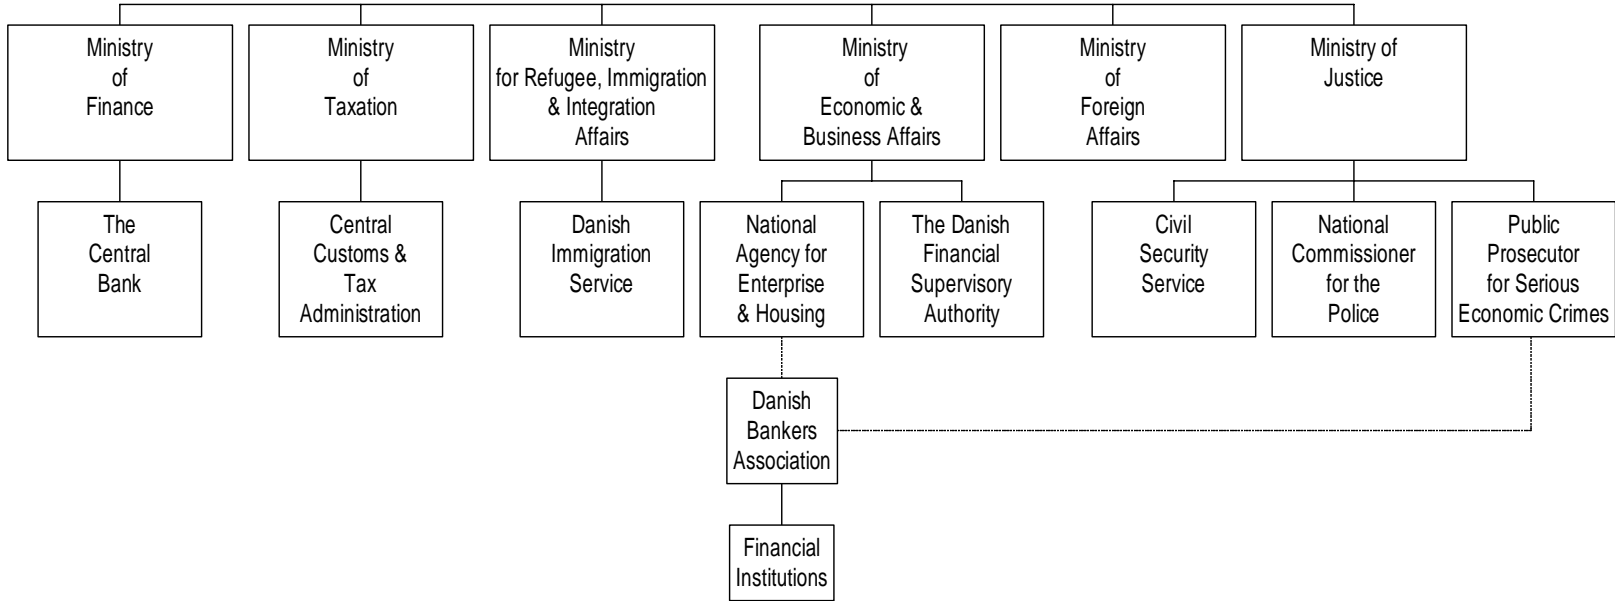 Ministry
of
Finance
Ministry
of
Taxation
Ministry
for Refugee, Immigration
& Integration
Affairs
Ministry
of
Economic &
Business Affairs
Ministry
of
Foreign
Affairs
Ministry of
Justice
The
Central
Bank
Central
Customs &
Tax
Administration
Danish
Immigration
Service
National
Agency for
Enterprise
& Housing
The Danish
Financial
Supervisory
Authority
Civil
Security
Service
National
Commissioner
for the
Police
Public
Prosecutor
for Serious
Economic Crimes
Danish
Bankers
Association
Financial
Institutions